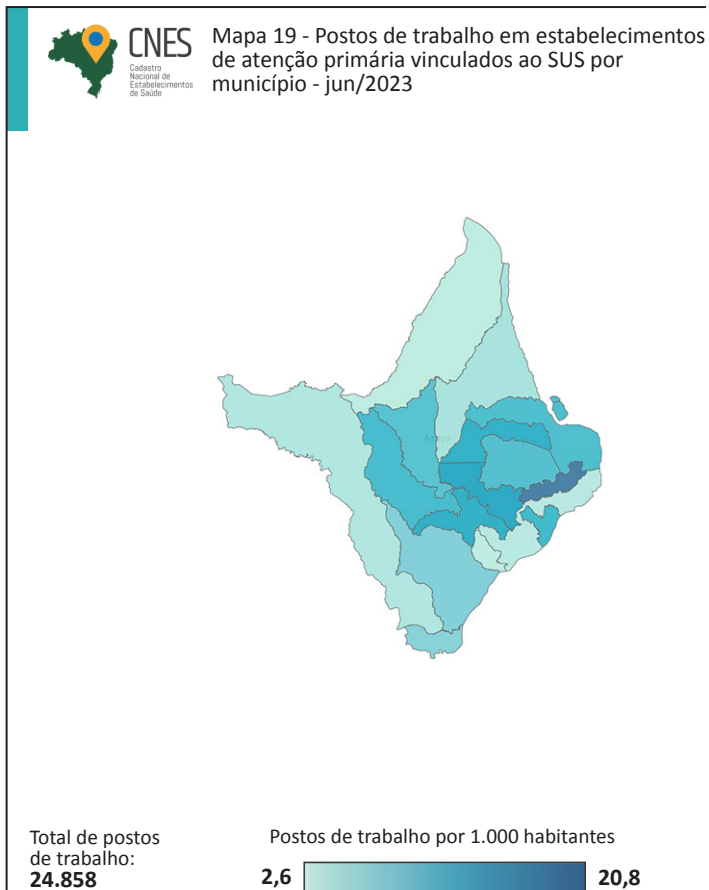 CNES
Cadastro
Nacional de
Estabelecimentos
de Saúde
Mapa 19 - Postos de trabalho em estabelecimentos
de atenção primária vinculados ao SUS por
município - jun/2023
Amapá
Total de postos
de trabalho:
24.858
Postos de trabalho por 1.000 habitantes
2,6
20,8